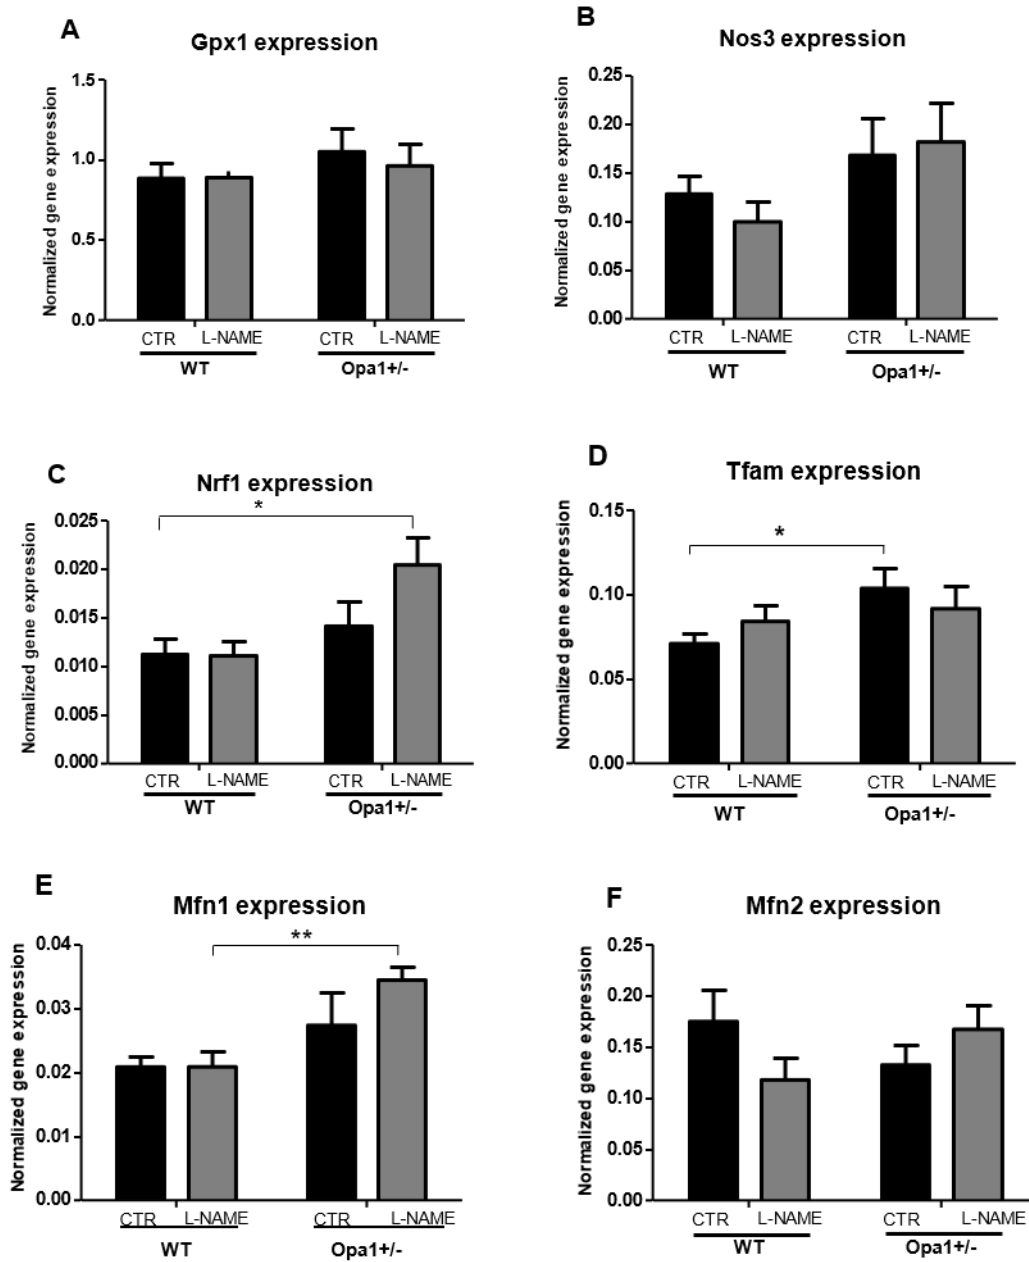 A
Gpx1 expression
Normalized gene expression
1.5
1.0
0.5
0.0
CTR L-NAME CTR L-NAME
WT Opa1+/-
B
Nos3 expression
Normalized gene expression
0.25
0.20
0.15
0.10
0.05
0.00
CTR L-NAME CTR L-NAME
WT Opa1+/-
C
Nrf1 expression
*
Normalized gene expression
0.025
0.020
0.015
0.010
0.005
0.000
CTR L-NAME CTR L-NAME
WT Opa1+/-
D
Tfam expression
*
Normalized gene expression
0.15
0.10
0.05
0.00
CTR L-NAME CTR L-NAME
WT Opa1+/-
E
Mfn1 expression
**
Normalized gene expression
0.04
0.03
0.02
0.01
0.00
CTR L-NAME CTR L-NAME
WT Opa1+/-
F
Mfn2 expression
Normalized gene expression
0.25
0.20
0.15
0.10
0.05
0.00
CTR L-NAME CTR L-NAME
WT Opa1+/-